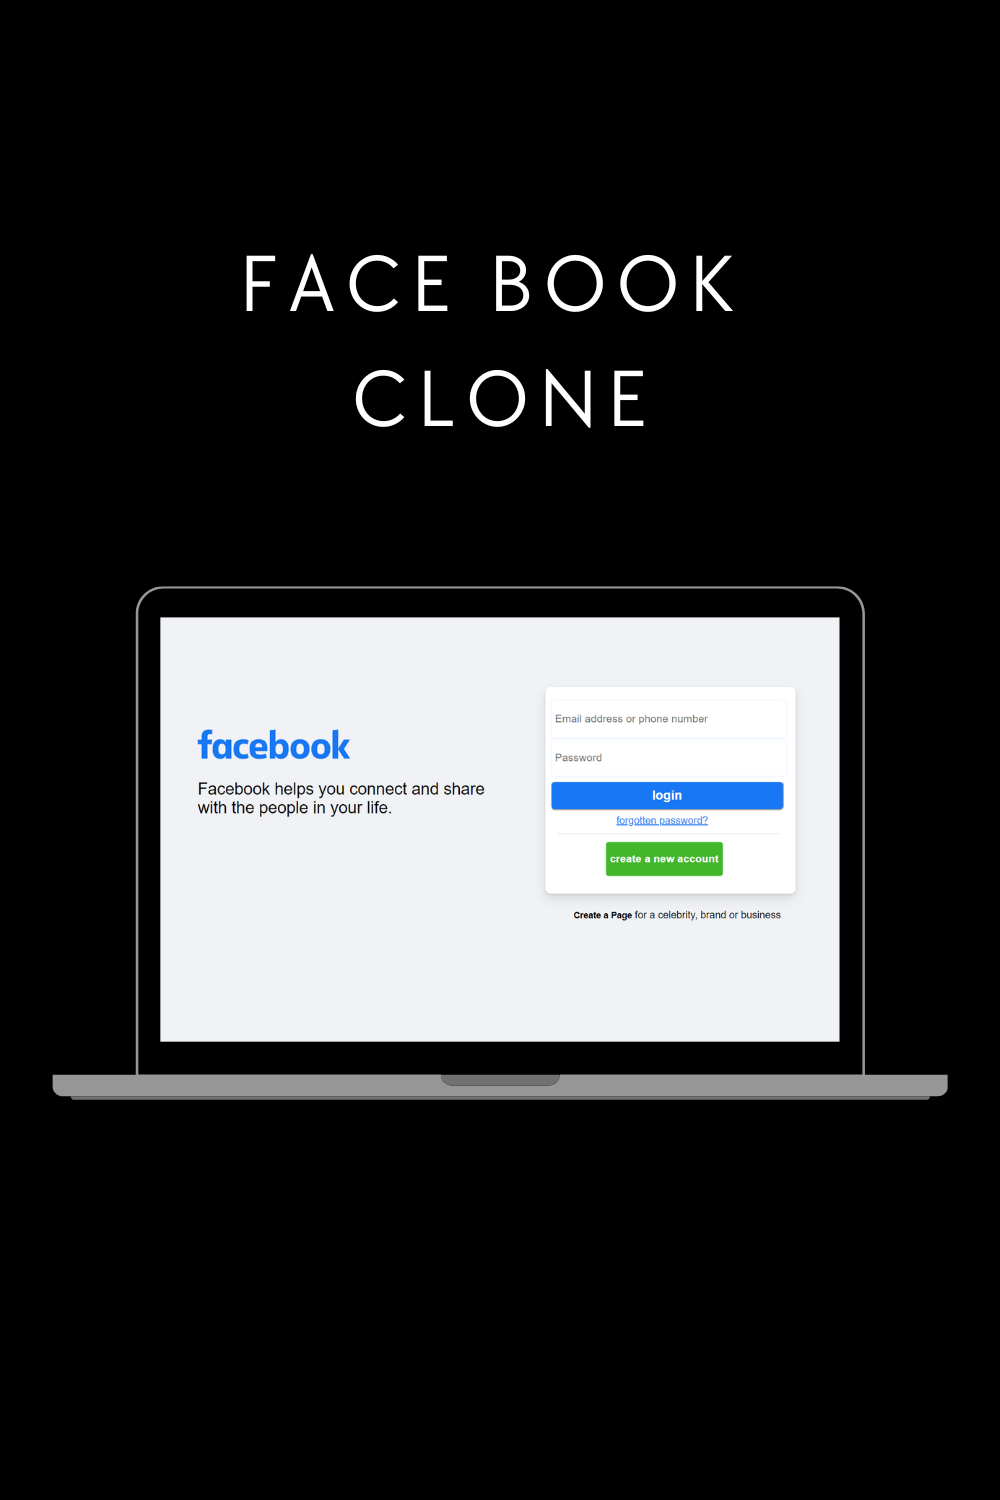 FACE BOOK
CLONE
facebook
Facebook helps you connect and share
with the people in your life.
Email address or phone number
Password
login
forgotten password?
create a new account
Create a Page for a celebrity, brand or business